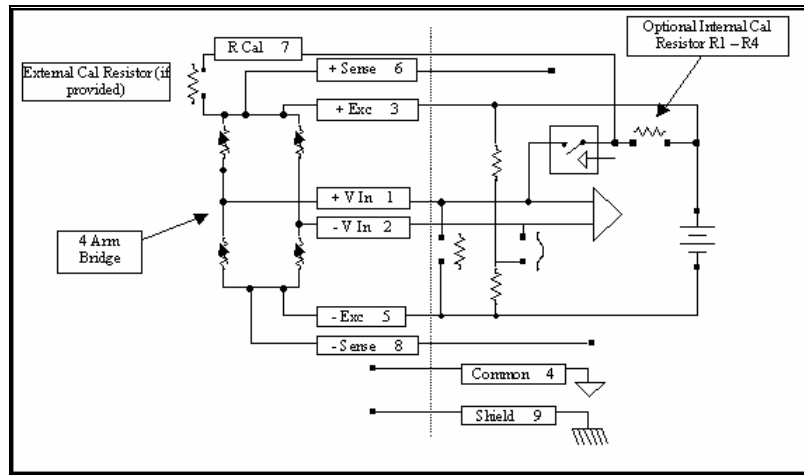 Optional Internal Cal
Resistor R1 – R4
R Cal 7
+ Sense 6
External Cal Resistor (if
provided)
+ Exc 3
+ V In 1
- V In 2
4 Arm
Bridge
- Exc 5
- Sense 8
Common 4
Shield 9